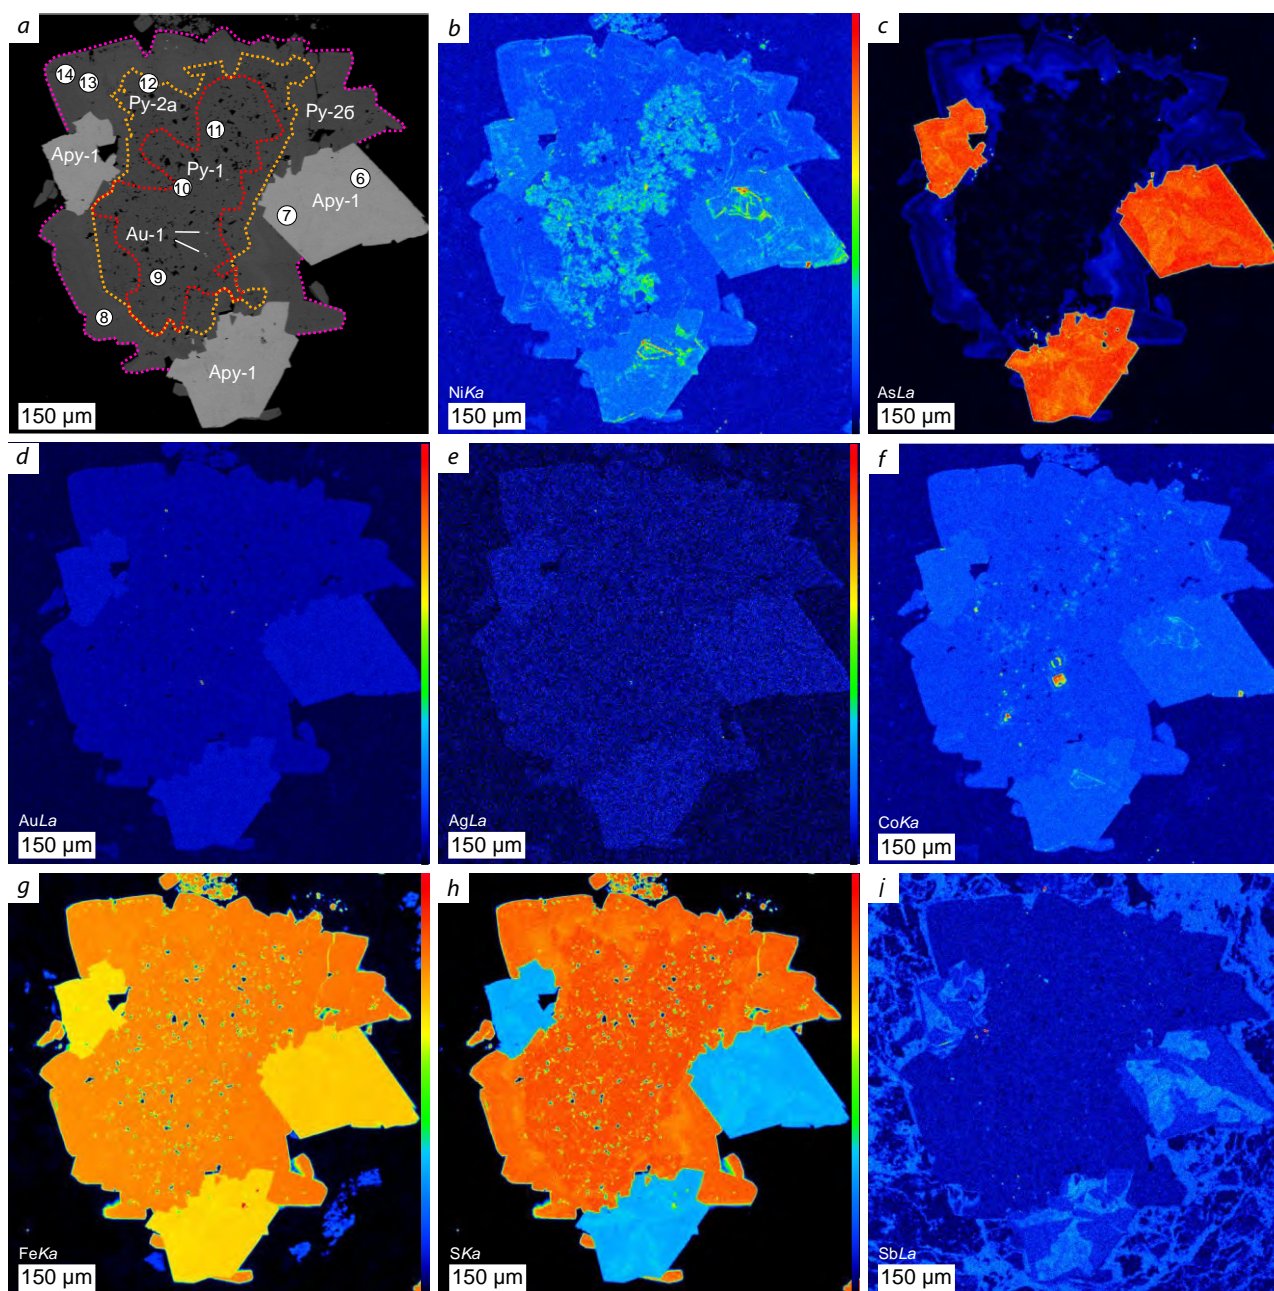 a
14
13
12
Py-2a
Py-2б
11
Apy-1
Py-1
10
6
Apy-1
7
Au-1
9
8
Apy-1
150 µm
b
NiKa
150 µm
c
AsLa
150 µm
d
AuLa
150 µm
e
AgLa
150 µm
f
CoKa
150 µm
g
FeKa
150 µm
h
SKa
150 µm
i
SbLa
150 µm